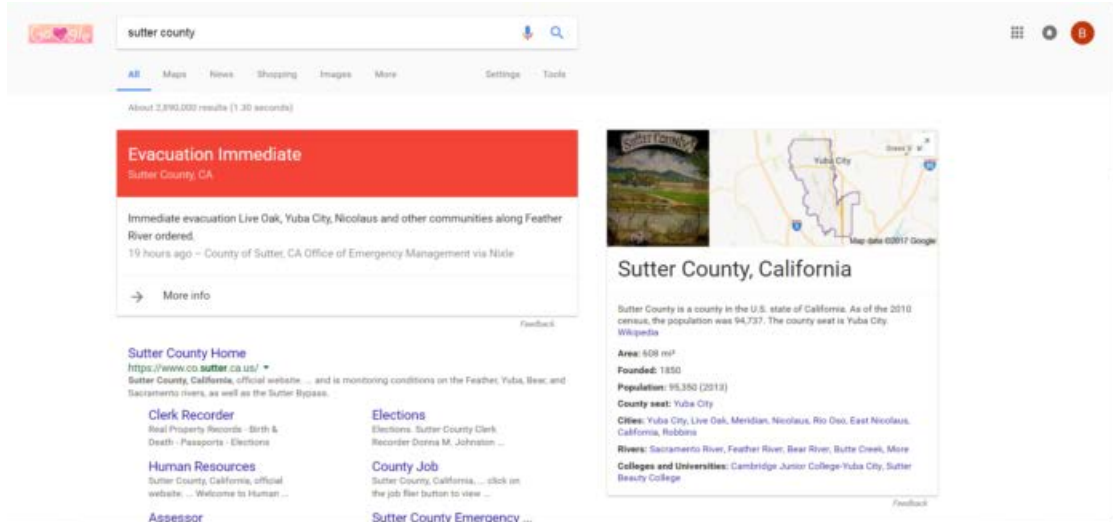 Google
sutter county
B
All Maps News Shopping Images More Settings Tools
About 2,890,000 results (1.30 seconds)
Evacuation Immediate
Sutter County, CA
Immediate evacuation Live Oak, Yuba City, Nicolaus and other communities along Feather
River ordered.
19 hours ago – County of Sutter, CA Office of Emergency Management via Nixle
More info
Feedback
Sutter County Home
https://www.co.sutter.ca.us/
Sutter County, California, official website. ... and is monitoring conditions on the Feather, Yuba, Bear, and
Sacramento rivers, as well as the Sutter Bypass.
Clerk Recorder
Real Property Records - Birth &
Death - Passports - Elections
Elections
Elections. Sutter County Clerk
Recorder Donna M. Johnston ...
Human Resources
Sutter County, California, official
website. ... Welcome to Human ...
County Job
Sutter County, California, ... click on
the job flier button to view ...
Assessor
Sutter County Emergency ...
SUTTER COUNTY
Yuba City
Map data ©2017 Google
Sutter County, California
Sutter County is a county in the U.S. state of California. As of the 2010
census, the population was 94,737. The county seat is Yuba City.
Wikipedia
Area: 608 mi²
Founded: 1850
Population: 95,350 (2013)
County seat: Yuba City
Cities: Yuba City, Live Oak, Meridian, Nicolaus, Rio Oso, East Nicolaus,
California, Robbins
Rivers: Sacramento River, Feather River, Bear River, Butte Creek, More
Colleges and Universities: Cambridge Junior College-Yuba City, Sutter
Beauty College
Feedback